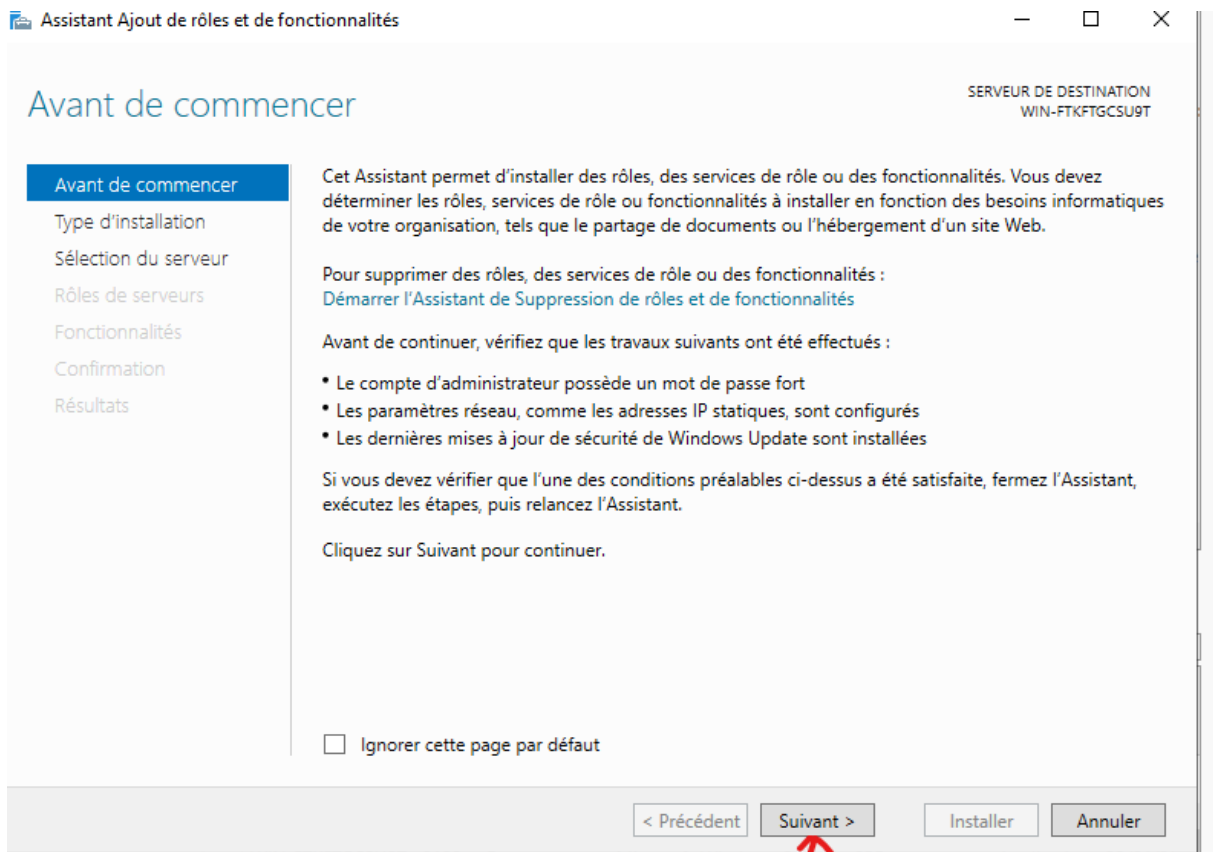 Assistant Ajout de rôles et de fonctionnalités
Avant de commencer
SERVEUR DE DESTINATION
WIN-FTKFTGCSU9T
Avant de commencer
Type d'installation
Sélection du serveur
Rôles de serveurs
Fonctionnalités
Confirmation
Résultats
Cet Assistant permet d'installer des rôles, des services de rôle ou des fonctionnalités. Vous devez
déterminer les rôles, services de rôle ou fonctionnalités à installer en fonction des besoins informatiques
de votre organisation, tels que le partage de documents ou l'hébergement d'un site Web.
Pour supprimer des rôles, des services de rôle ou des fonctionnalités :
Démarrer l'Assistant de Suppression de rôles et de fonctionnalités
Avant de continuer, vérifiez que les travaux suivants ont été effectués :
• Le compte d'administrateur possède un mot de passe fort
• Les paramètres réseau, comme les adresses IP statiques, sont configurés
• Les dernières mises à jour de sécurité de Windows Update sont installées
Si vous devez vérifier que l'une des conditions préalables ci-dessus a été satisfaite, fermez l'Assistant,
exécutez les étapes, puis relancez l'Assistant.
Cliquez sur Suivant pour continuer.
Ignorer cette page par défaut
< Précédent
Suivant >
Installer
Annuler